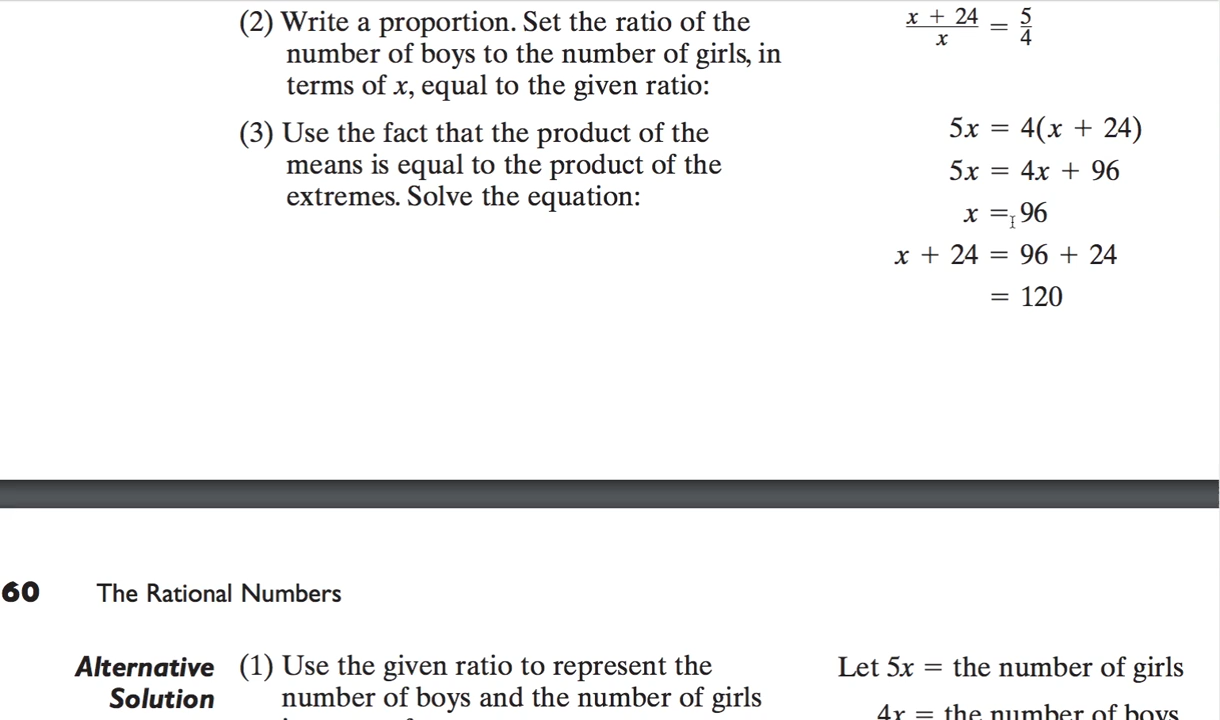 (2) Write a proportion. Set the ratio of the
number of boys to the number of girls, in
terms of x, equal to the given ratio:
(x + 24)/x = 5/4
(3) Use the fact that the product of the
means is equal to the product of the
extremes. Solve the equation:
5x = 4(x + 24)
5x = 4x + 96
x = 96
x + 24 = 96 + 24
= 120
60 The Rational Numbers
Alternative
Solution
(1) Use the given ratio to represent the
number of boys and the number of girls
Let 5x = the number of girls
4x = the number of boys